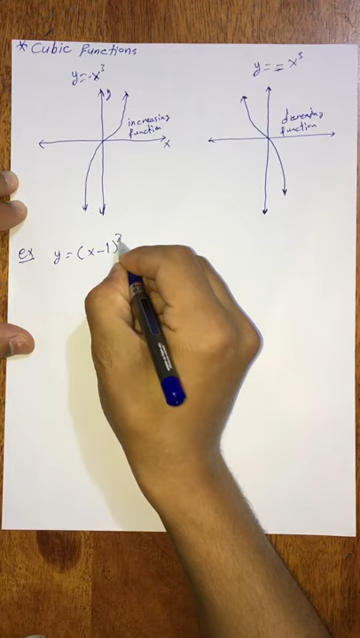 * Cubic Functions
y = -x³
y = = x³
y
increasing
function
x
decreasing
function
ex y = (x-1)³